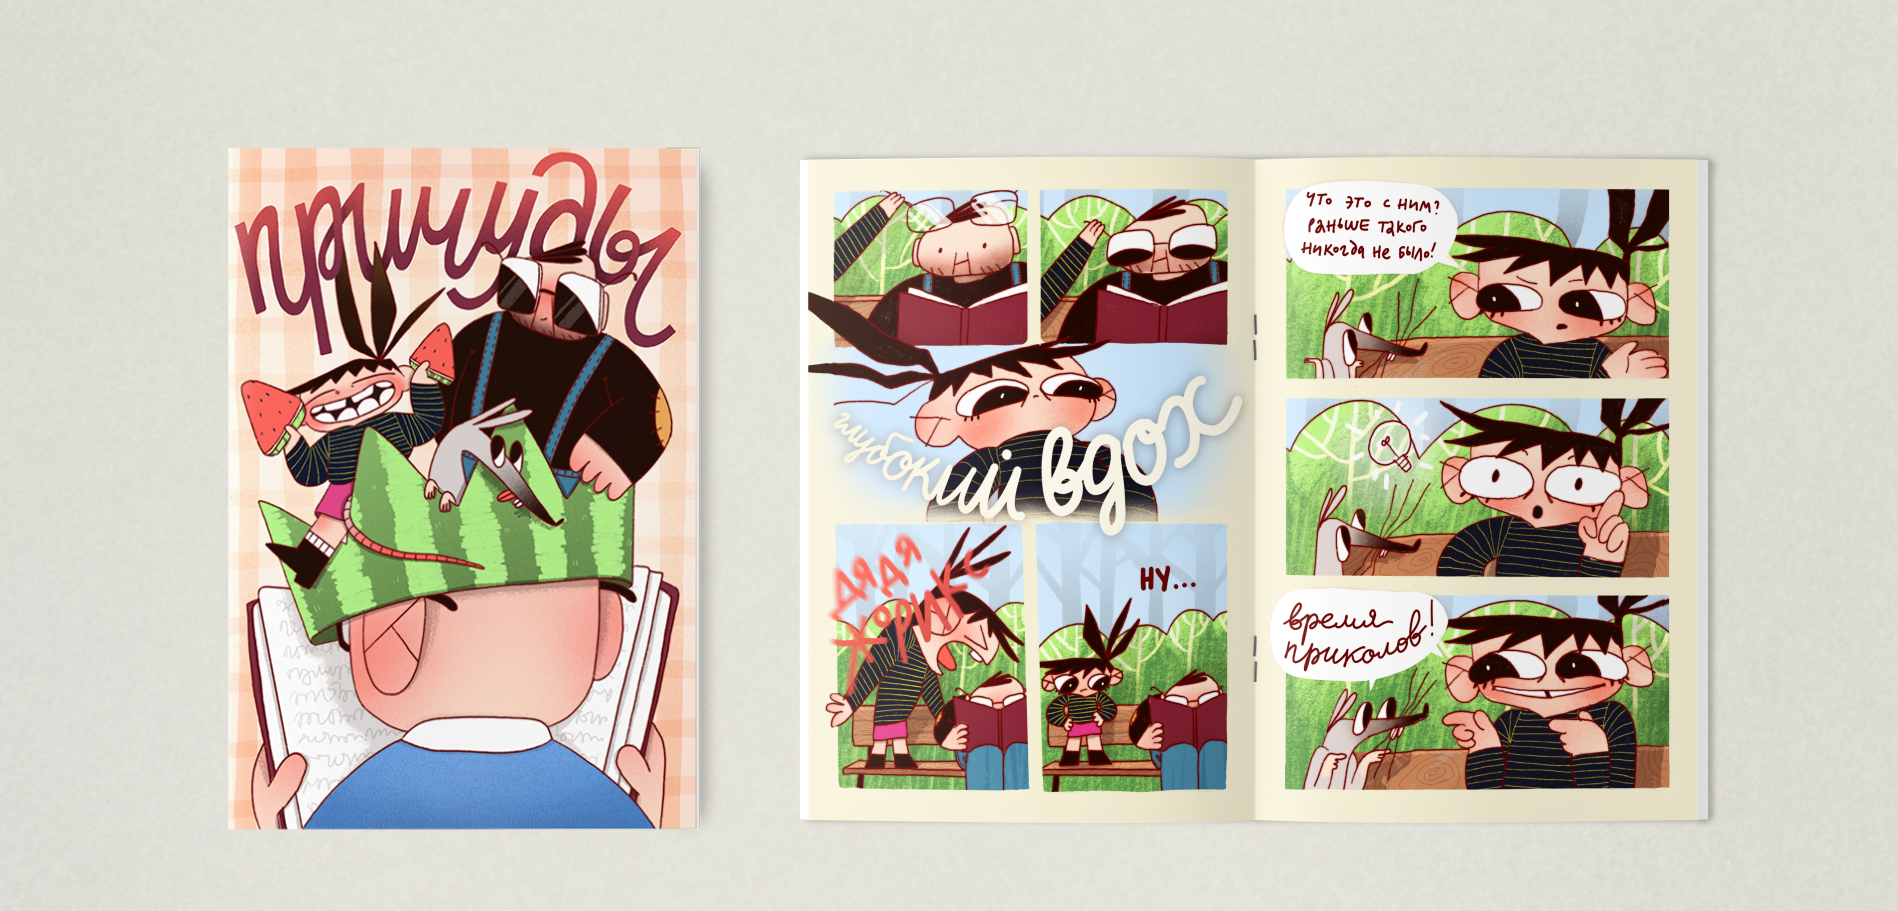 причуды
глубокий вдох
ДЯДЯ
ЖОРИК
НУ...
ЧТО ЭТО С НИМ?
РАНЬШЕ ТАКОГО
НИКОГДА НЕ БЫЛО!
время
приколов!